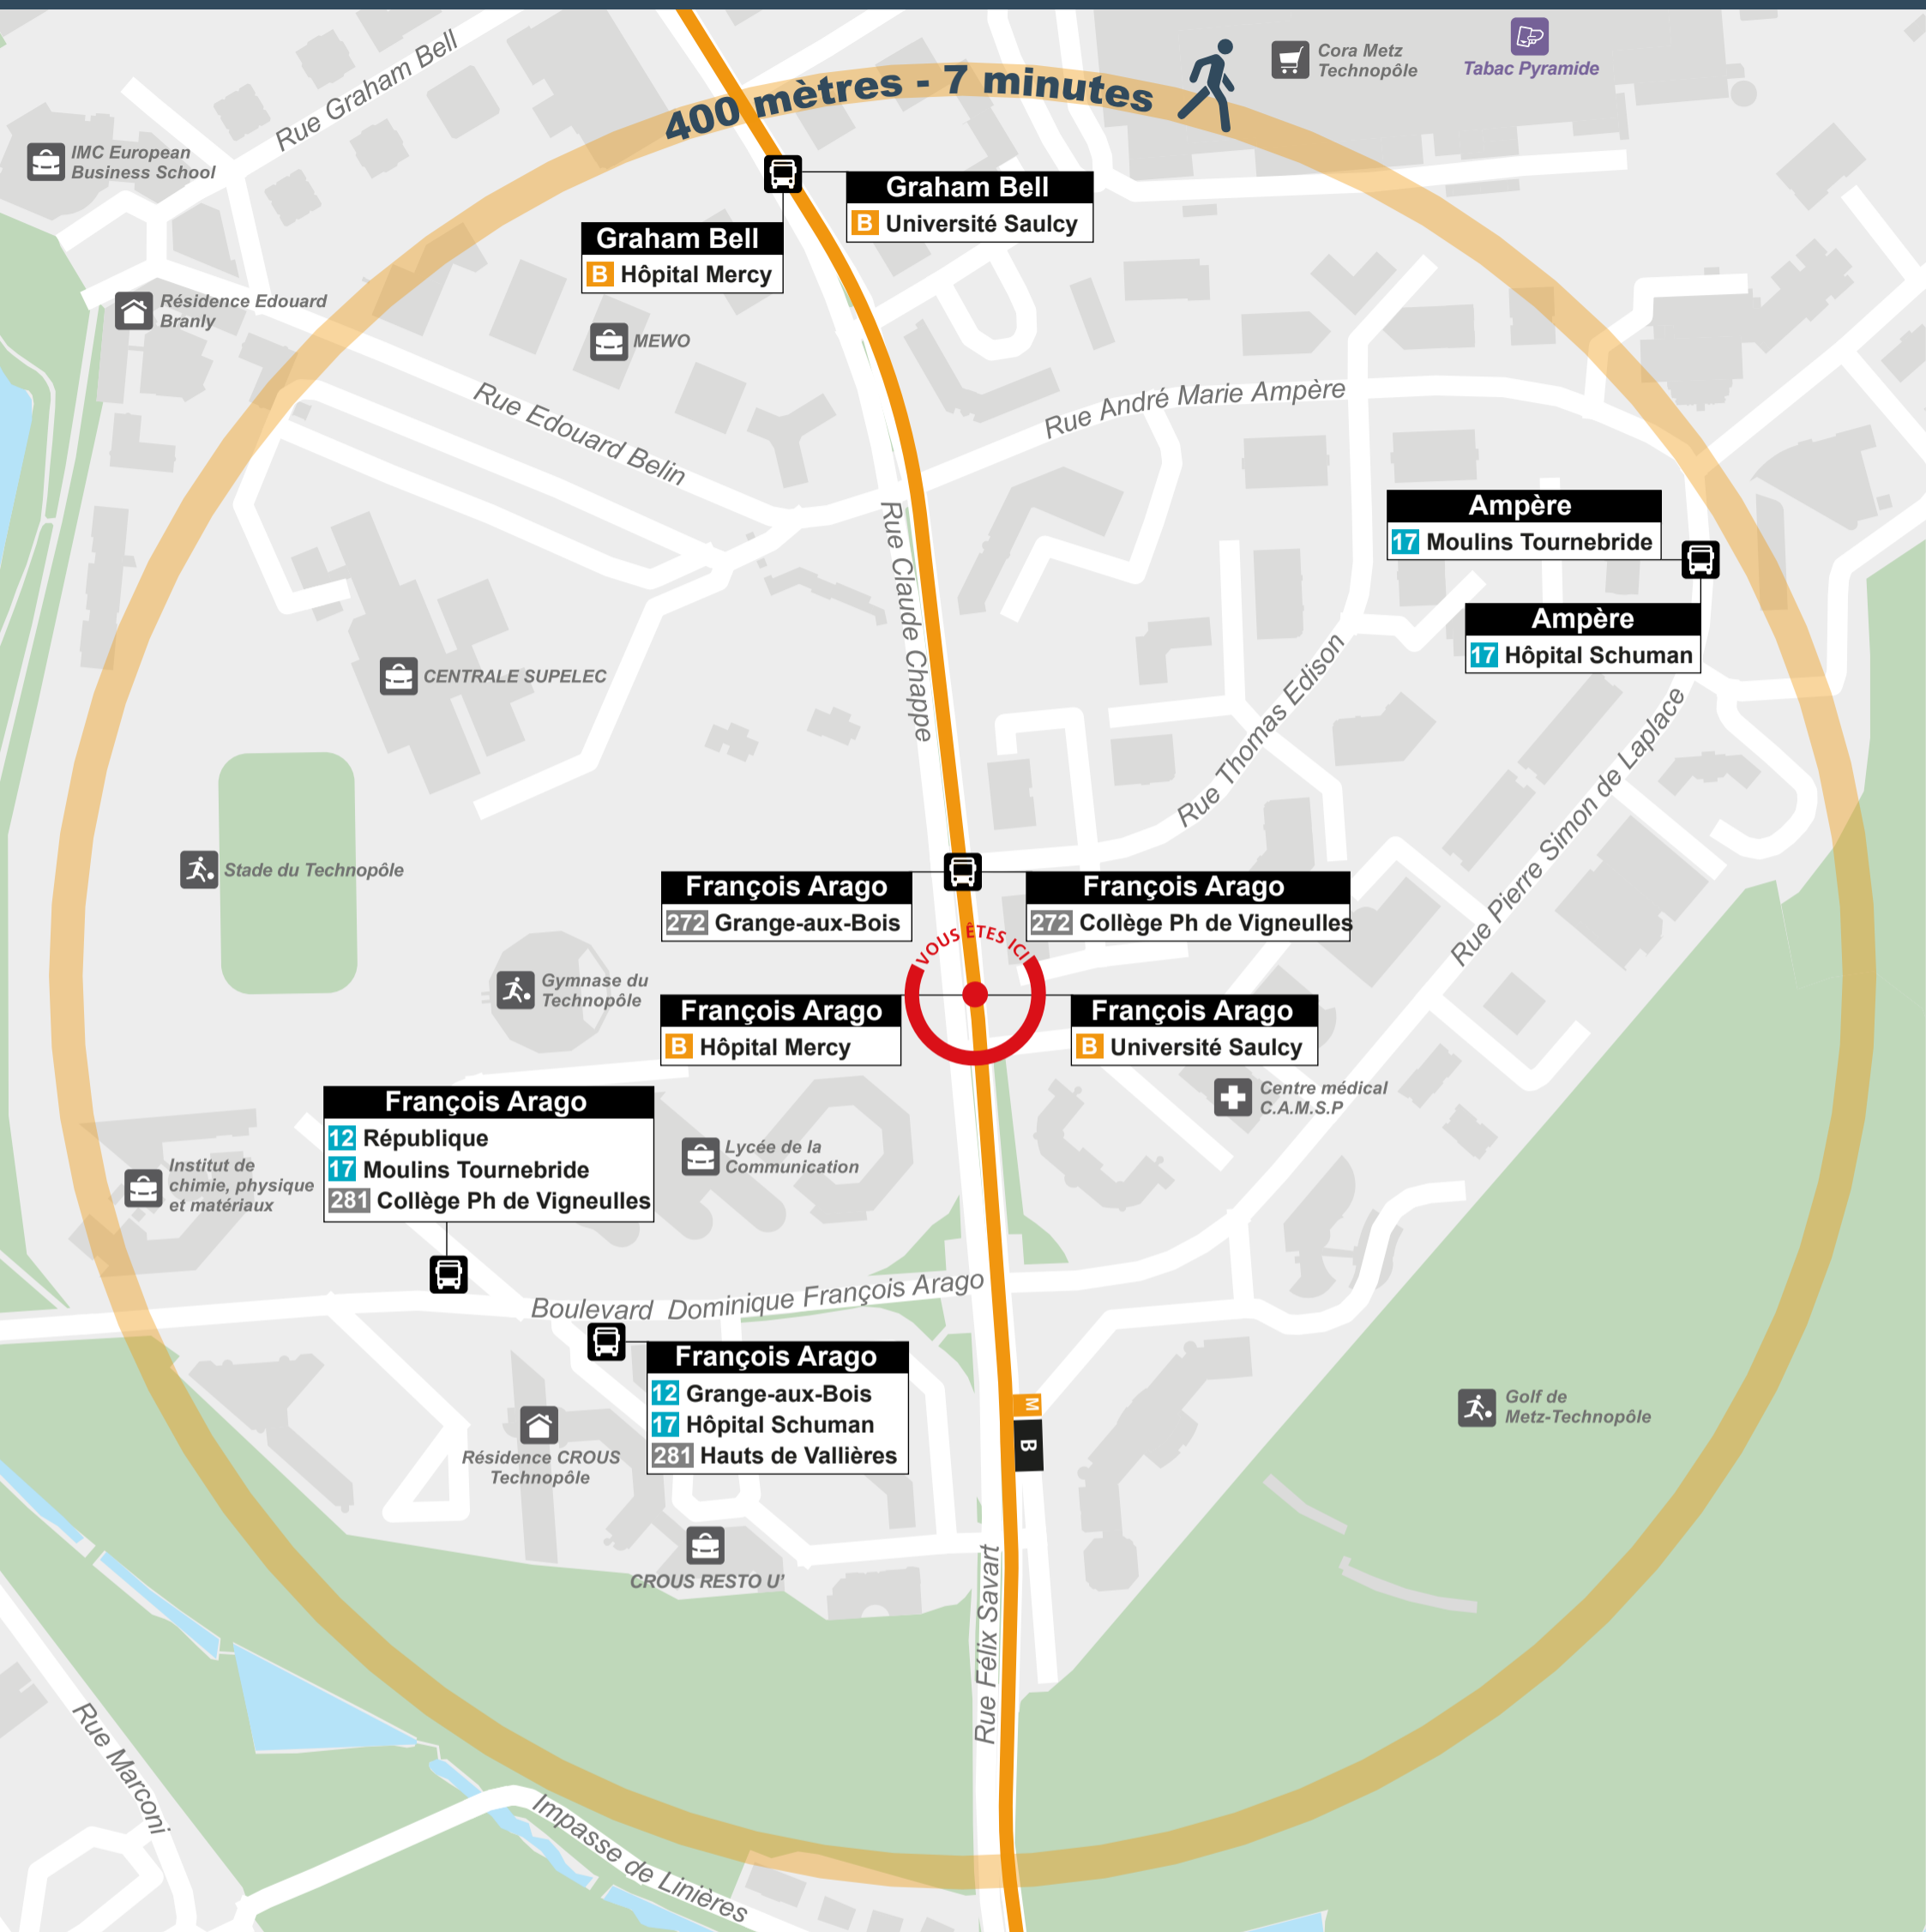 400 mètres - 7 minutes
Cora Metz
Technopôle
Tabac Pyramide
Rue Graham Bell
IMC European
Business School
Graham Bell
B Université Saulcy
Graham Bell
B Hôpital Mercy
Résidence Edouard
Branly
MEWO
Rue Edouard Belin
Rue André Marie Ampère
Rue Claude Chappe
Ampère
17 Moulins Tournebride
Ampère
17 Hôpital Schuman
CENTRALE SUPELEC
Rue Thomas Edison
Rue Pierre Simon de Laplace
Stade du Technopôle
François Arago
272 Grange-aux-Bois
François Arago
272 Collège Ph de Vigneulles
VOUS ÊTES ICI
Gymnase du
Technopôle
François Arago
B Hôpital Mercy
François Arago
B Université Saulcy
Centre médical
C.A.M.S.P
François Arago
12 République
17 Moulins Tournebride
281 Collège Ph de Vigneulles
Lycée de la
Communication
Institut de
chimie, physique
et matériaux
Boulevard Dominique François Arago
François Arago
12 Grange-aux-Bois
17 Hôpital Schuman
281 Hauts de Vallières
M
B
Golf de
Metz-Technopôle
Résidence CROUS
Technopôle
CROUS RESTO U'
Rue Félix Savart
Rue Marconi
Impasse de Linières